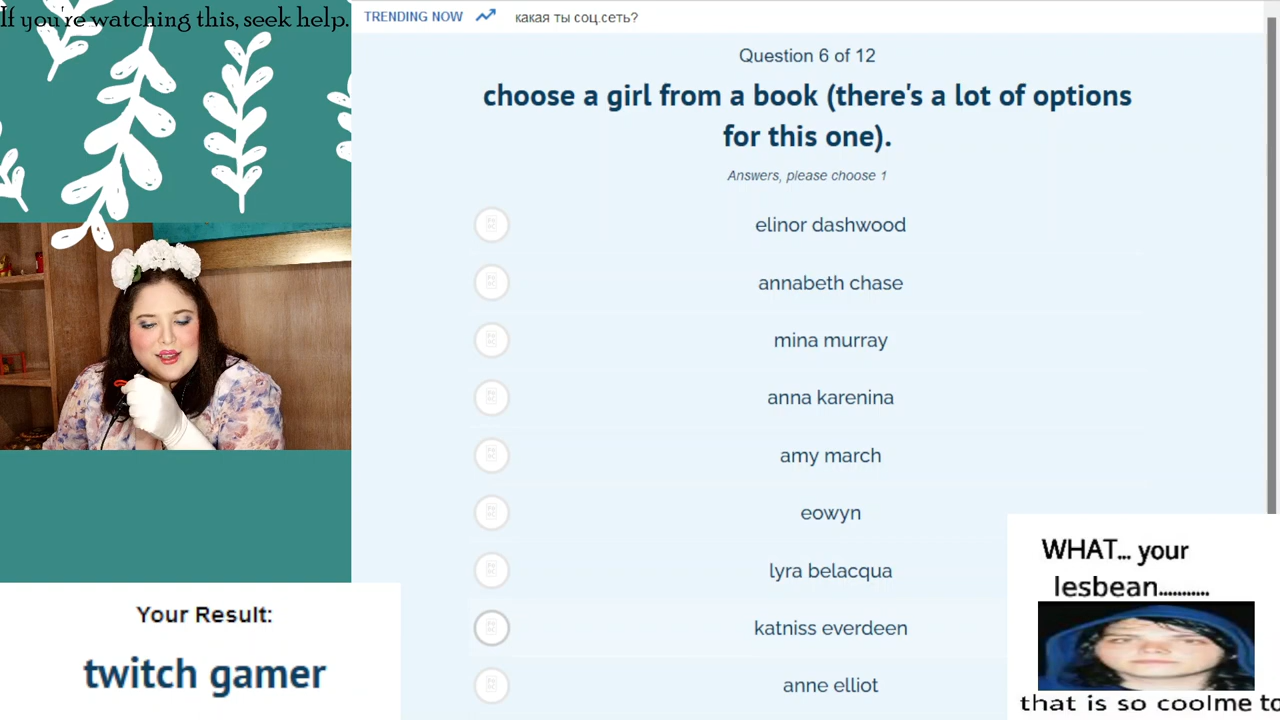 If you're watching this, seek help.
TRENDING NOW
какая ты соц.сеть?
Question 6 of 12
choose a girl from a book (there's a lot of options
for this one).
Answers, please choose 1
elinor dashwood
annabeth chase
mina murray
anna karenina
amy march
eowyn
lyra belacqua
katniss everdeen
anne elliot
Your Result:
twitch gamer
WHAT... your
lesbean...........
that is so coolme to